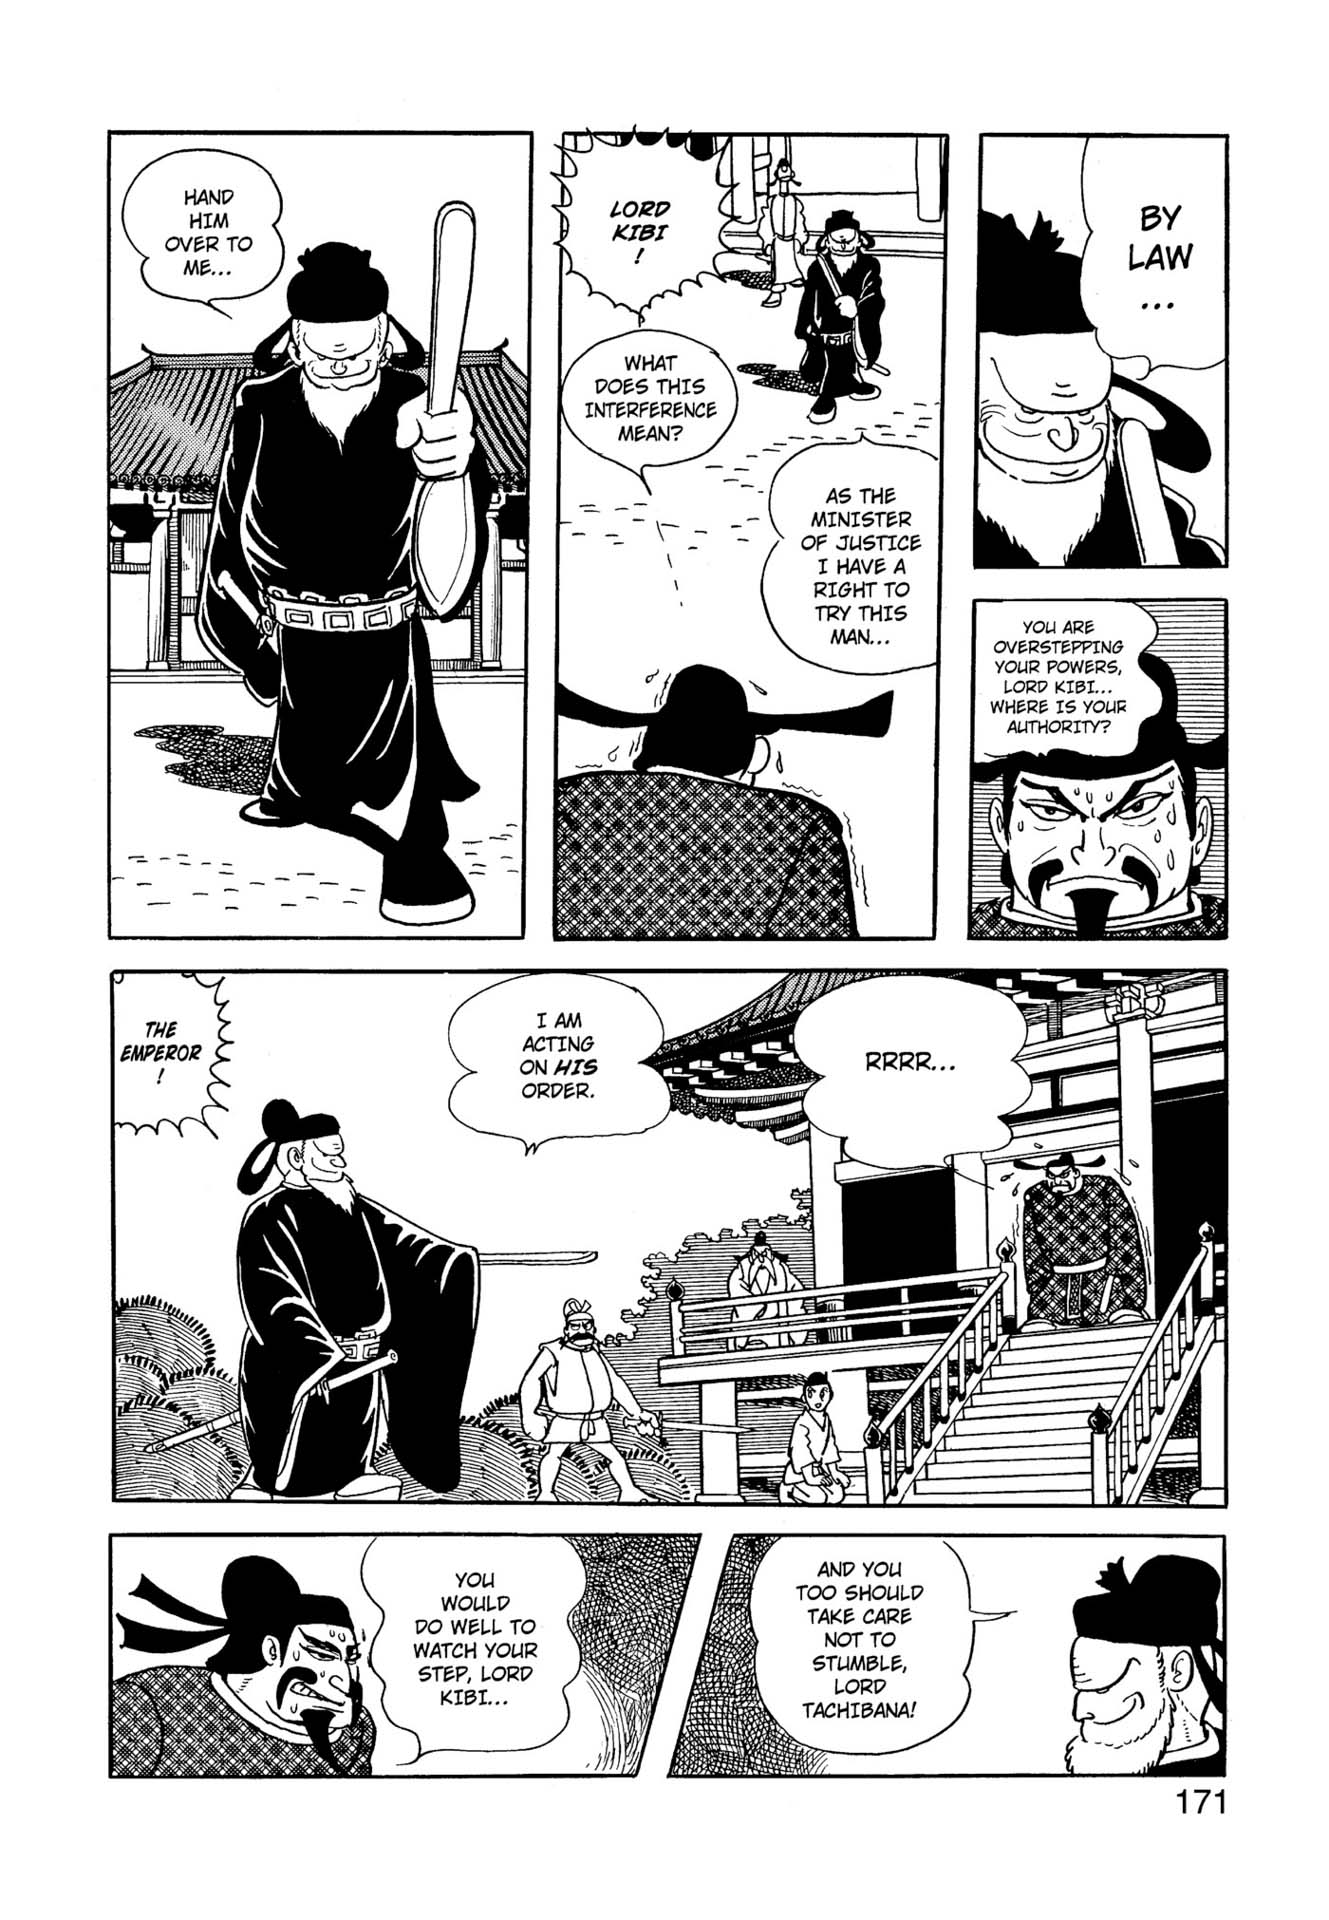 HAND
HIM
OVER TO
ME...
LORD
KIBI
!
WHAT
DOES THIS
INTERFERENCE
MEAN?
AS THE
MINISTER
OF JUSTICE
I HAVE A
RIGHT TO
TRY THIS
MAN...
BY
LAW
...
YOU ARE
OVERSTEPPING
YOUR POWERS,
LORD KIBI...
WHERE IS YOUR
AUTHORITY?
THE
EMPEROR
!
I AM
ACTING
ON HIS
ORDER.
RRRR...
YOU
WOULD
DO WELL TO
WATCH YOUR
STEP, LORD
KIBI...
AND YOU
TOO SHOULD
TAKE CARE
NOT TO
STUMBLE,
LORD
TACHIBANA!
171